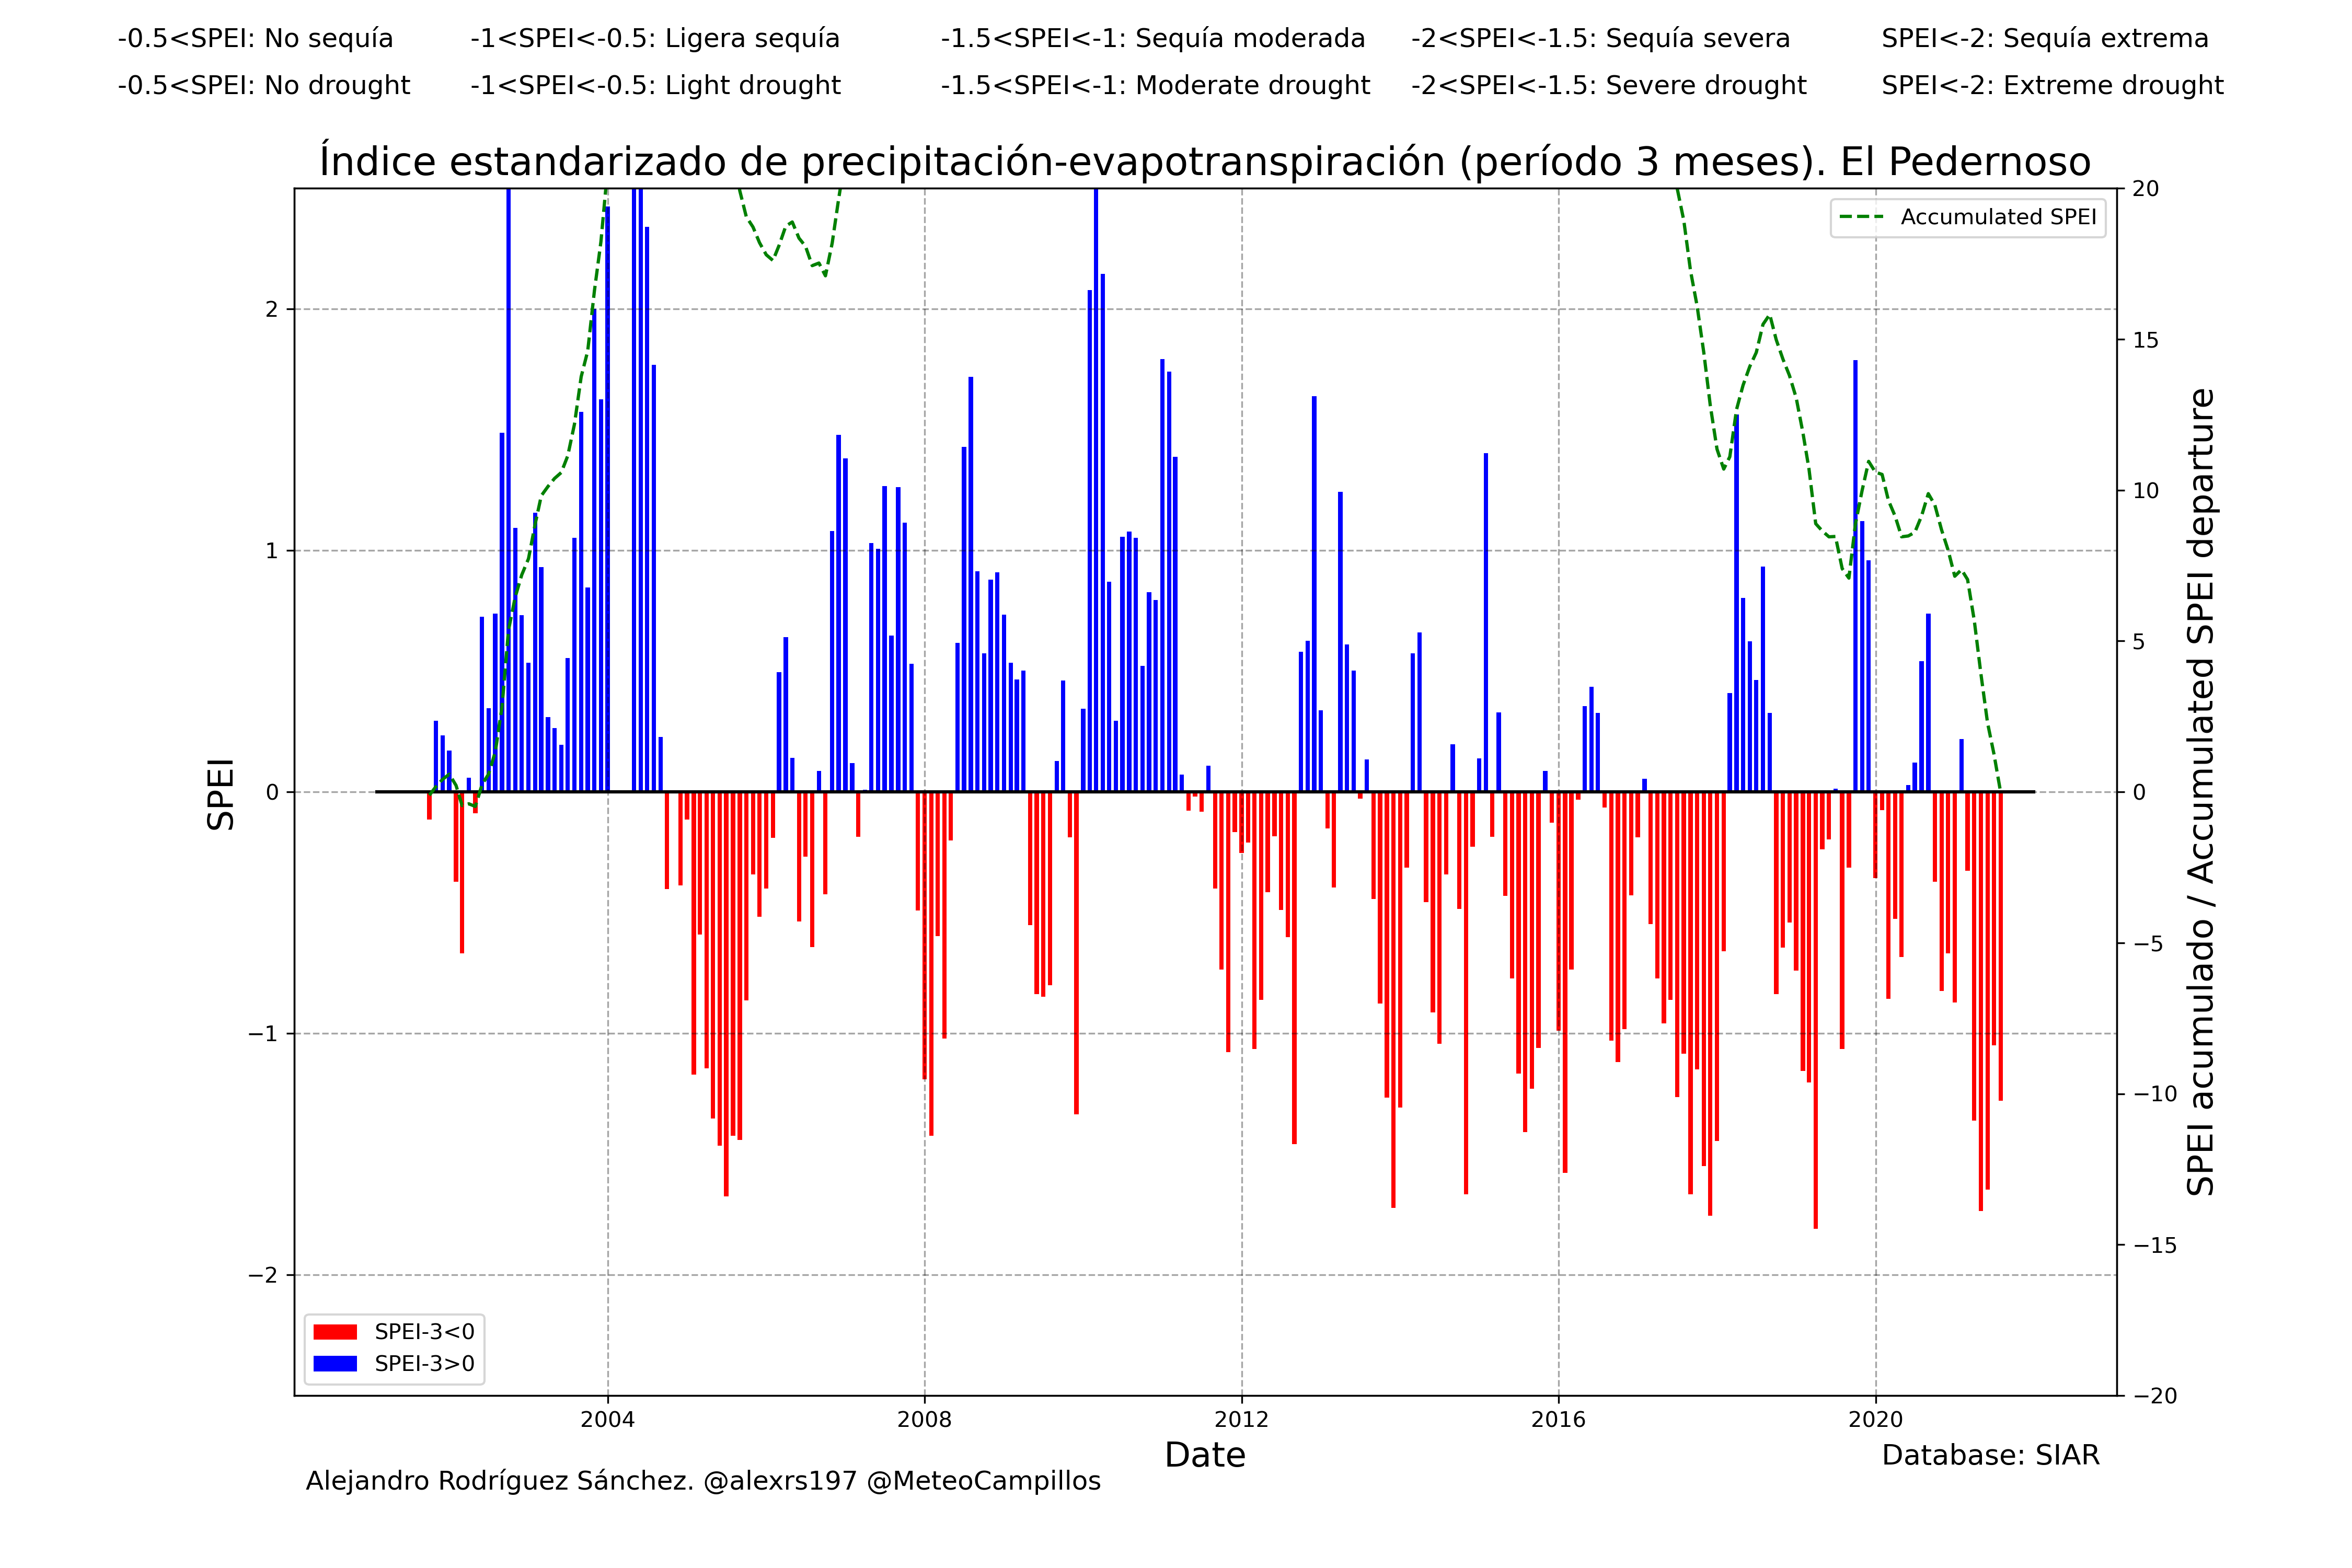 -0.5<SPEI: No sequía -1<SPEI<-0.5: Ligera sequía -1.5<SPEI<-1: Sequía moderada -2<SPEI<-1.5: Sequía severa SPEI<-2: Sequía extrema
-0.5<SPEI: No drought -1<SPEI<-0.5: Light drought -1.5<SPEI<-1: Moderate drought -2<SPEI<-1.5: Severe drought SPEI<-2: Extreme drought
Índice estandarizado de precipitación-evapotranspiración (período 3 meses). El Pedernoso
Accumulated SPEI
SPEI
2
1
0
−1
−2
20
15
10
5
0
−5
−10
−15
−20
SPEI acumulado / Accumulated SPEI departure
SPEI-3<0
SPEI-3>0
2004 2008 2012 2016 2020
Date
Database: SIAR
Alejandro Rodríguez Sánchez. @alexrs197 @MeteoCampillos